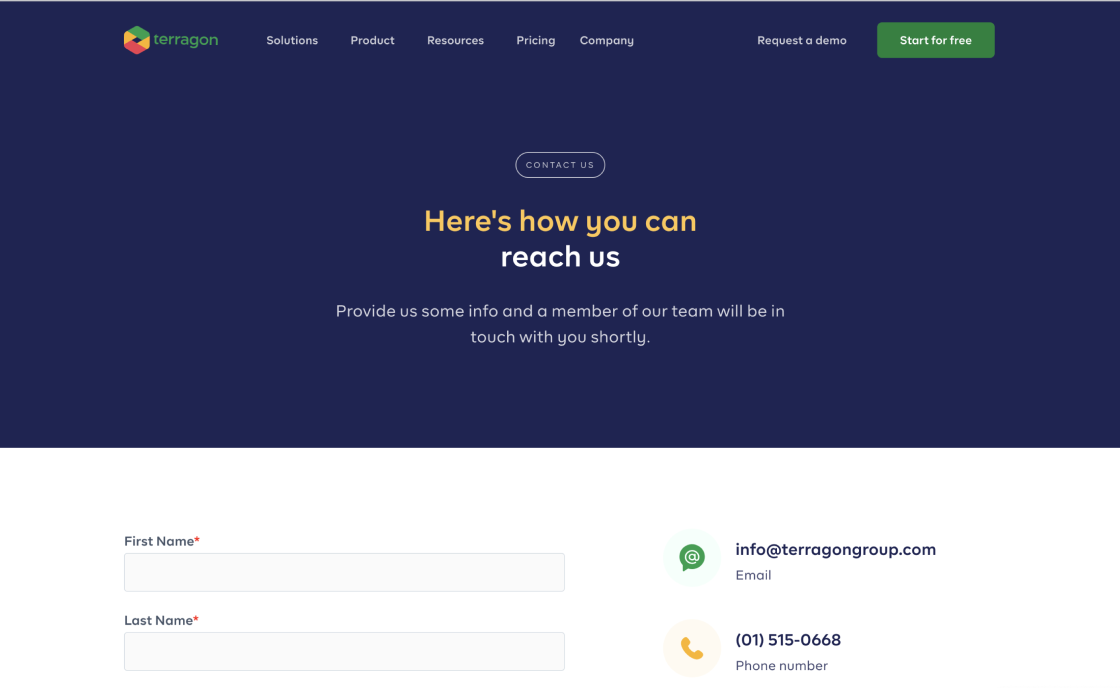 terragon
Solutions
Product
Resources
Pricing
Company
Request a demo
Start for free
CONTACT US
Here's how you can
reach us
Provide us some info and a member of our team will be in
touch with you shortly.
First Name*
Last Name*
info@terragongroup.com
Email
(01) 515-0668
Phone number